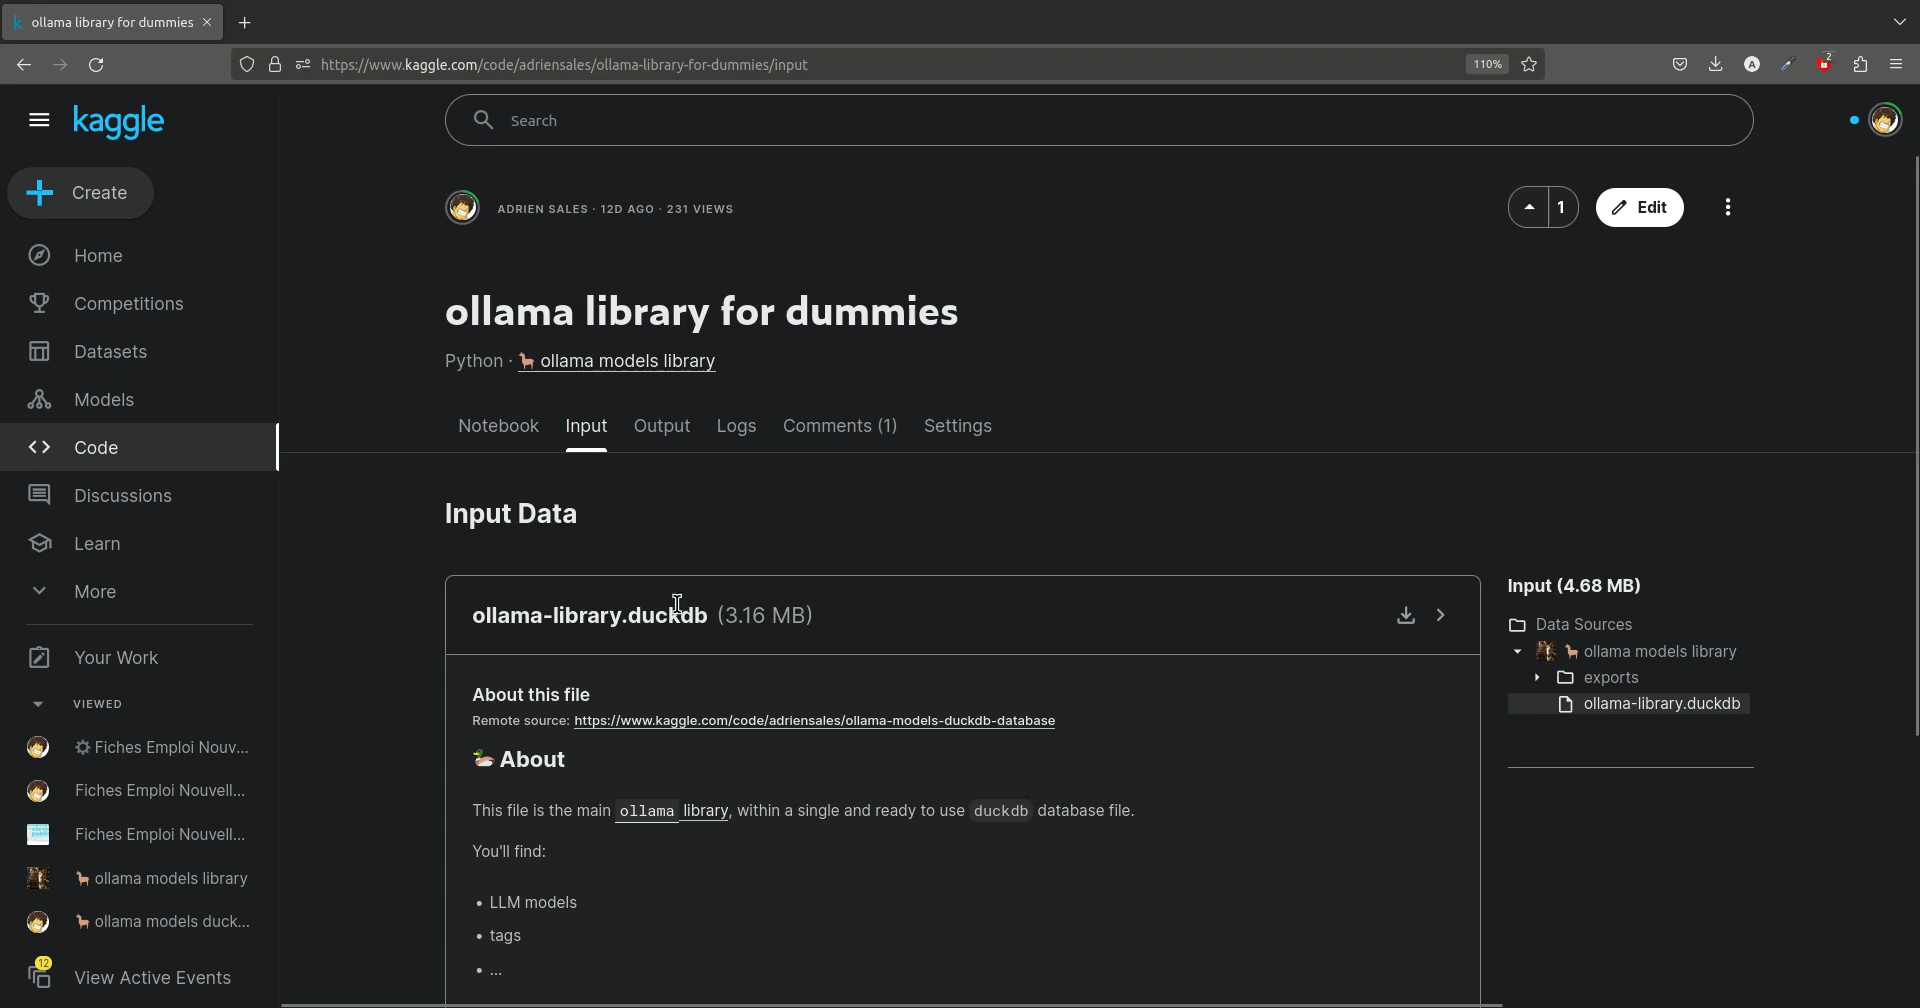 ollama library for dummies
https://www.kaggle.com/code/adriensales/ollama-library-for-dummies/input
110%
A
2
kaggle
Search
Create
Home
Competitions
Datasets
Models
Code
Discussions
Learn
More
Your Work
VIEWED
Fiches Emploi Nouv...
Fiches Emploi Nouvell...
Fiches Emploi Nouvell...
ollama models library
ollama models duck...
12
View Active Events
ADRIEN SALES · 12D AGO · 231 VIEWS
1
Edit
ollama library for dummies
Python · ollama models library
Notebook Input Output Logs Comments (1) Settings
Input Data
ollama-library.duckdb (3.16 MB)
About this file
Remote source: https://www.kaggle.com/code/adriensales/ollama-models-duckdb-database
About
This file is the main ollama library, within a single and ready to use duckdb database file.
You'll find:
• LLM models
• tags
• ...
Input (4.68 MB)
Data Sources
ollama models library
exports
ollama-library.duckdb